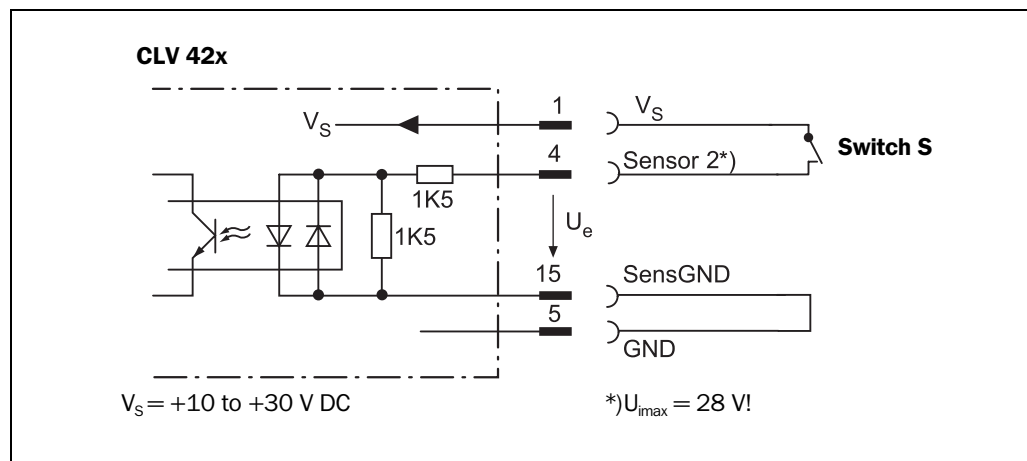 CLV 42x
1
V_S
V_S
4
Sensor 2*)
Switch S
1K5
1K5
U_e
15
SensGND
5
GND
V_S = +10 to +30 V DC
*)U_imax = 28 V!